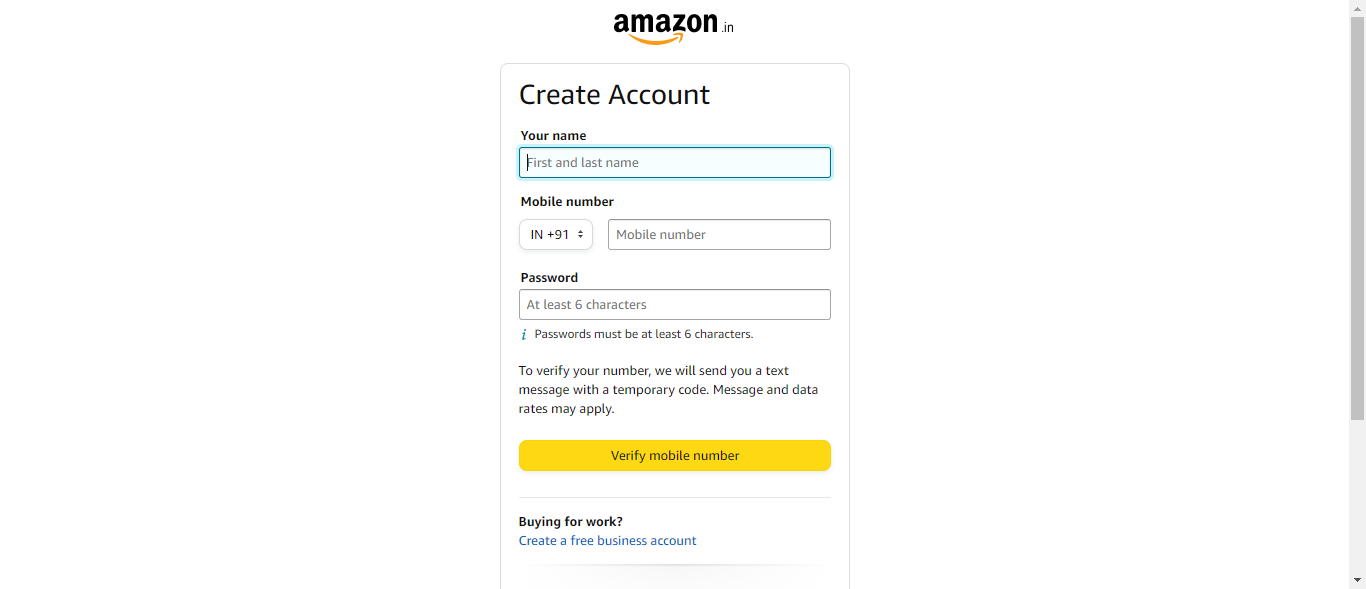 amazon.in
Create Account
Your name
First and last name
Mobile number
IN +91 Mobile number
Password
At least 6 characters
i Passwords must be at least 6 characters.
To verify your number, we will send you a text
message with a temporary code. Message and data
rates may apply.
Verify mobile number
Buying for work?
Create a free business account